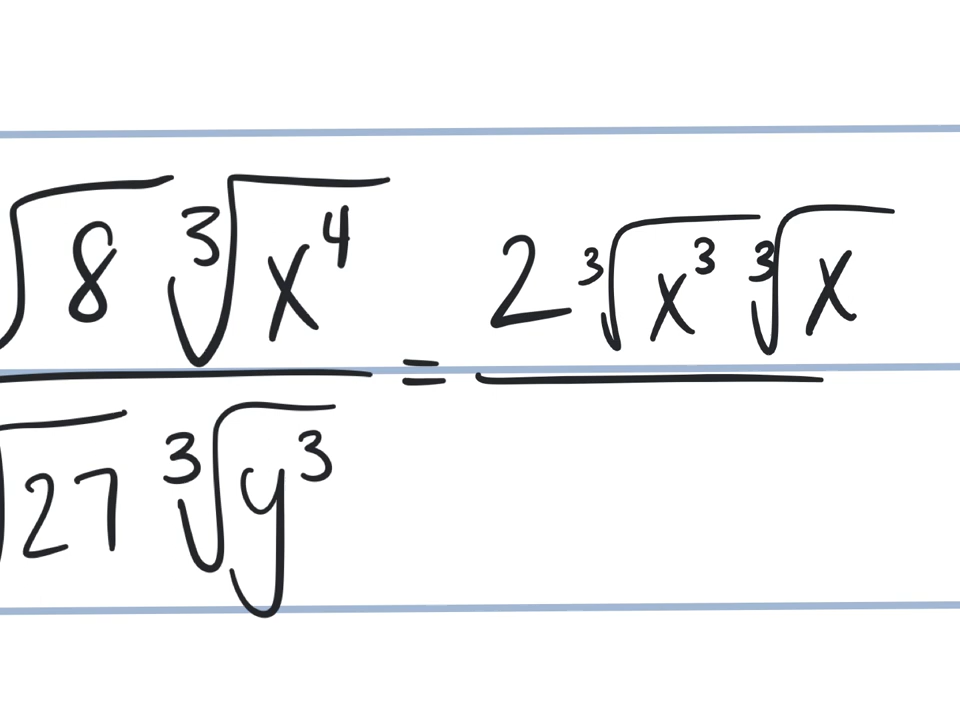 √8 ∛x⁴ / √27 ∛y³ = 2 ∛x³ ∛x /